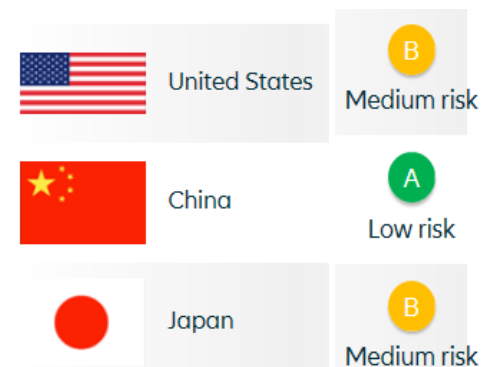 United States
B
Medium risk
China
A
Low risk
Japan
B
Medium risk